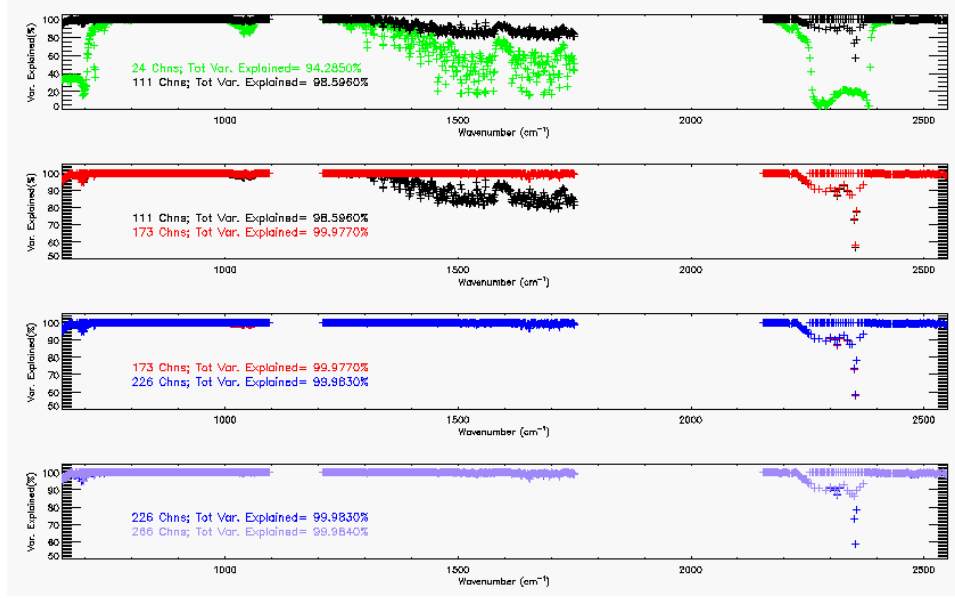 100
80
60
40
20
0
Var. Explained(%)
24 Chns; Tot Var. Explained= 94.2850%
111 Chns; Tot Var. Explained= 98.5960%
1000 1500 2000 2500
Wavenumber (cm⁻¹)
100
90
80
70
60
50
Var. Explained(%)
111 Chns; Tot Var. Explained= 98.5960%
173 Chns; Tot Var. Explained= 99.9770%
1000 1500 2000 2500
Wavenumber (cm⁻¹)
100
90
80
70
60
50
Var. Explained(%)
173 Chns; Tot Var. Explained= 99.9770%
226 Chns; Tot Var. Explained= 99.9830%
1000 1500 2000 2500
Wavenumber (cm⁻¹)
100
90
80
70
60
50
Var. Explained(%)
226 Chns; Tot Var. Explained= 99.9830%
266 Chns; Tot Var. Explained= 99.9840%
1000 1500 2000 2500
Wavenumber (cm⁻¹)